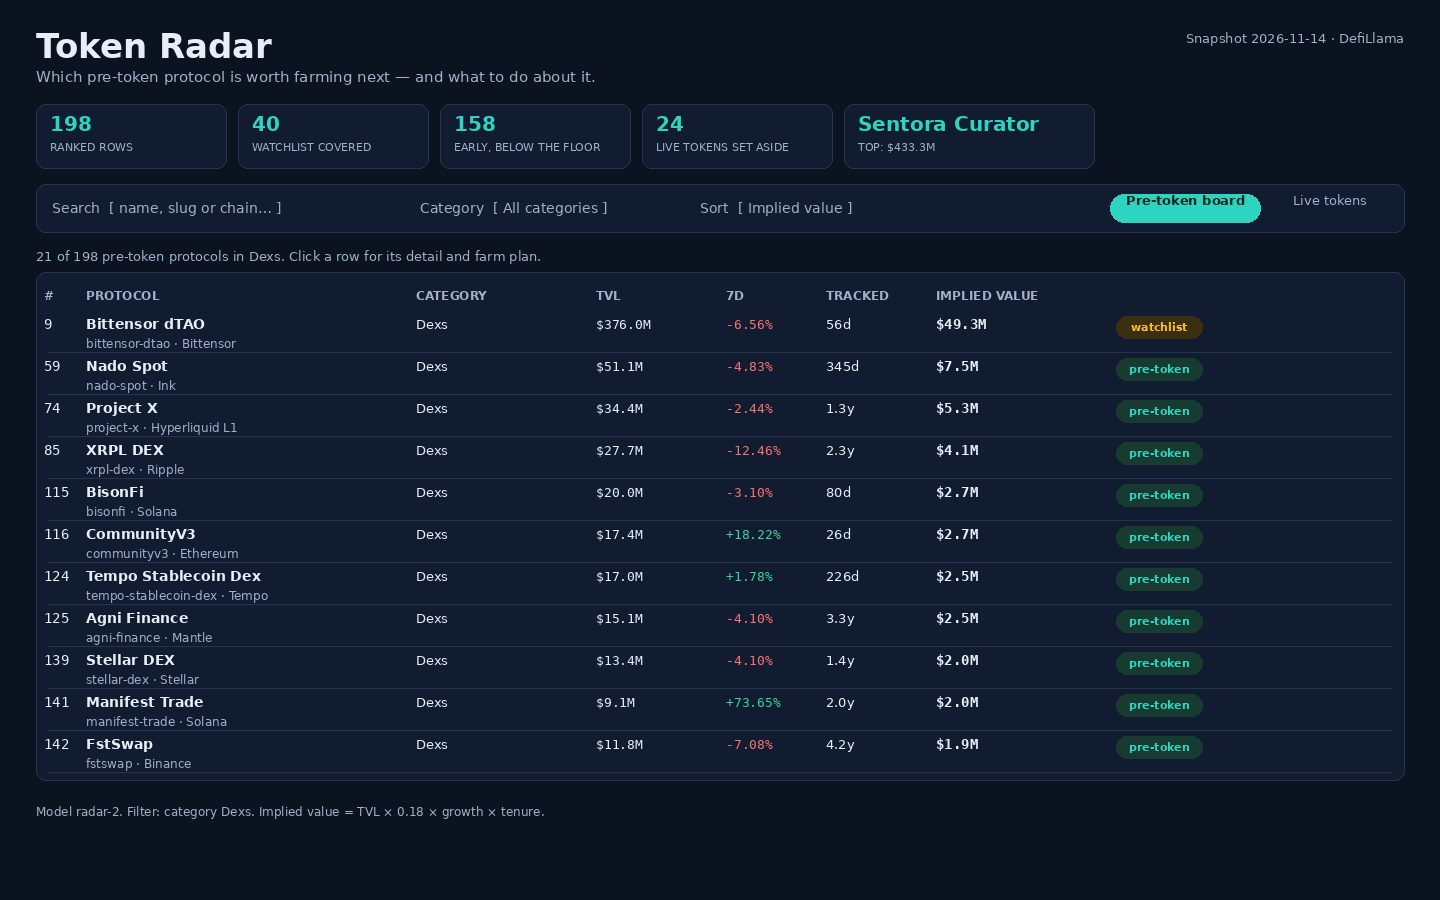 Token Radar
Snapshot 2026-11-14 · DefiLlama
Which pre-token protocol is worth farming next — and what to do about it.
198
RANKED ROWS
40
WATCHLIST COVERED
158
EARLY, BELOW THE FLOOR
24
LIVE TOKENS SET ASIDE
Sentora Curator
TOP: $433.3M
Search [ name, slug or chain... ] Category [ All categories ] Sort [ Implied value ] Pre-token board Live tokens
21 of 198 pre-token protocols in Dexs. Click a row for its detail and farm plan.
# PROTOCOL CATEGORY TVL 7D TRACKED IMPLIED VALUE
9 Bittensor dTAO Dexs $376.0M -6.56% 56d $49.3M watchlist
bittensor-dtao · Bittensor
59 Nado Spot Dexs $51.1M -4.83% 345d $7.5M pre-token
nado-spot · Ink
74 Project X Dexs $34.4M -2.44% 1.3y $5.3M pre-token
project-x · Hyperliquid L1
85 XRPL DEX Dexs $27.7M -12.46% 2.3y $4.1M pre-token
xrpl-dex · Ripple
115 BisonFi Dexs $20.0M -3.10% 80d $2.7M pre-token
bisonfi · Solana
116 CommunityV3 Dexs $17.4M +18.22% 26d $2.7M pre-token
communityv3 · Ethereum
124 Tempo Stablecoin Dex Dexs $17.0M +1.78% 226d $2.5M pre-token
tempo-stablecoin-dex · Tempo
125 Agni Finance Dexs $15.1M -4.10% 3.3y $2.5M pre-token
agni-finance · Mantle
139 Stellar DEX Dexs $13.4M -4.10% 1.4y $2.0M pre-token
stellar-dex · Stellar
141 Manifest Trade Dexs $9.1M +73.65% 2.0y $2.0M pre-token
manifest-trade · Solana
142 FstSwap Dexs $11.8M -7.08% 4.2y $1.9M pre-token
fstswap · Binance
Model radar-2. Filter: category Dexs. Implied value = TVL × 0.18 × growth × tenure.